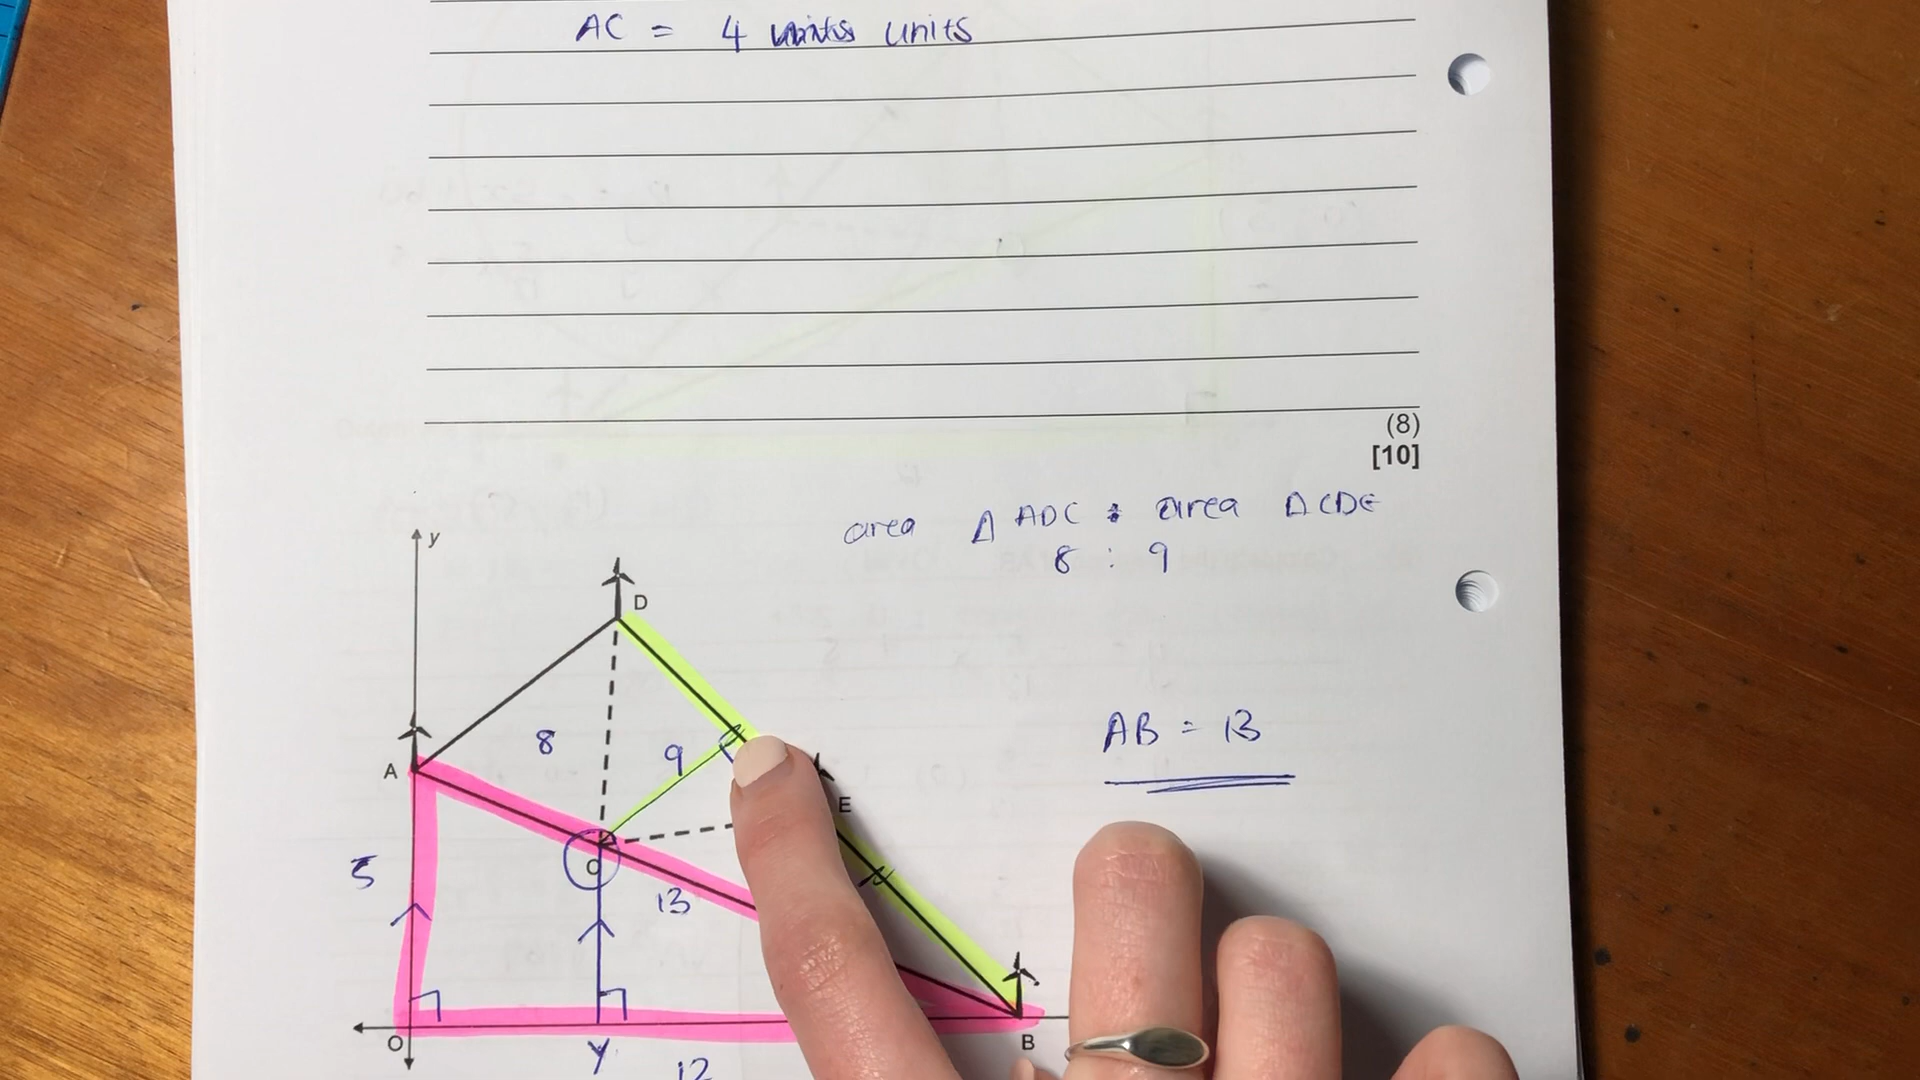 AC = 4 units units
(8)
[10]
area Δ ADC : area Δ CDE
8 : 9
y
D
8
9
AB = 13
A
E
5
C
13
O
Y
B
12